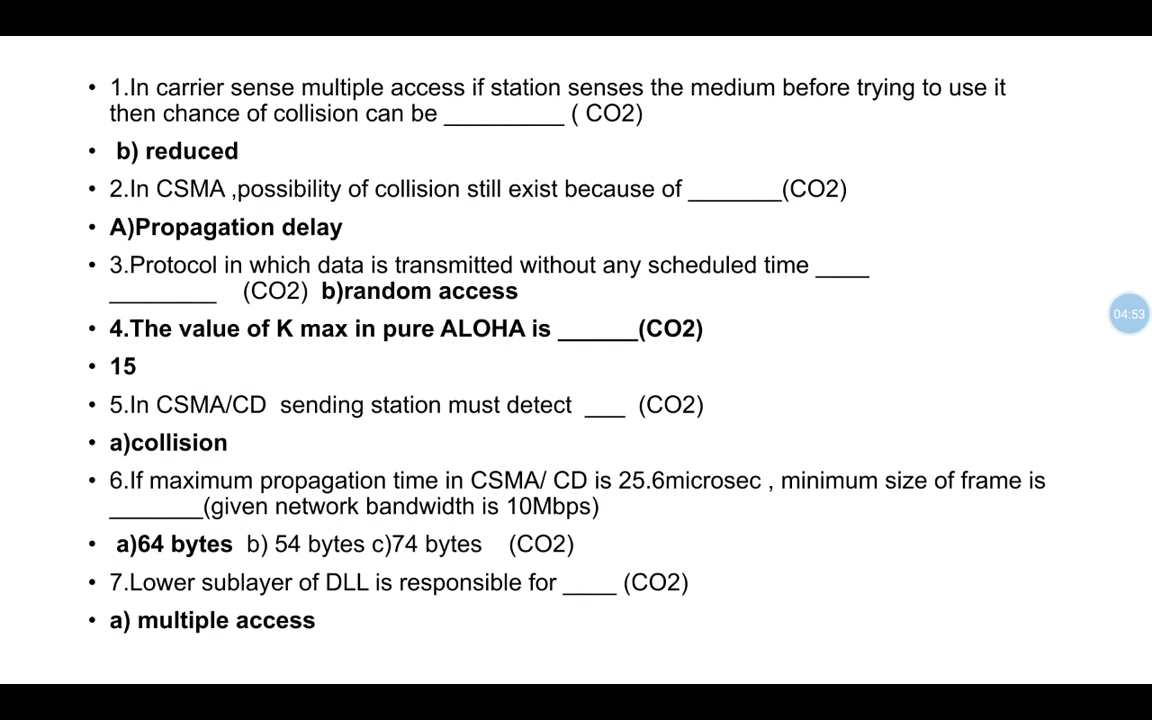 • 1.In carrier sense multiple access if station senses the medium before trying to use it
then chance of collision can be _________ ( CO2)
• b) reduced
• 2.In CSMA ,possibility of collision still exist because of _______(CO2)
• A)Propagation delay
• 3.Protocol in which data is transmitted without any scheduled time ____
________ (CO2) b)random access
• 4.The value of K max in pure ALOHA is ______(CO2)
• 15
• 5.In CSMA/CD sending station must detect ___ (CO2)
• a)collision
• 6.If maximum propagation time in CSMA/ CD is 25.6microsec , minimum size of frame is
_______(given network bandwidth is 10Mbps)
• a)64 bytes b) 54 bytes c)74 bytes (CO2)
• 7.Lower sublayer of DLL is responsible for ____ (CO2)
• a) multiple access
04:53